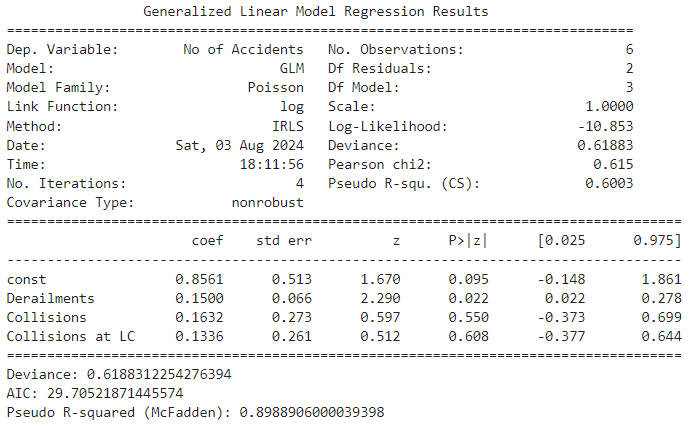 Generalized Linear Model Regression Results
==============================================================================
Dep. Variable: No of Accidents No. Observations: 6
Model: GLM Df Residuals: 2
Model Family: Poisson Df Model: 3
Link Function: log Scale: 1.0000
Method: IRLS Log-Likelihood: -10.853
Date: Sat, 03 Aug 2024 Deviance: 0.61883
Time: 18:11:56 Pearson chi2: 0.615
No. Iterations: 4 Pseudo R-squ. (CS): 0.6003
Covariance Type: nonrobust
====================================================================================
coef std err z P>|z| [0.025 0.975]
------------------------------------------------------------------------------------
const 0.8561 0.513 1.670 0.095 -0.148 1.861
Derailments 0.1500 0.066 2.290 0.022 0.022 0.278
Collisions 0.1632 0.273 0.597 0.550 -0.373 0.699
Collisions at LC 0.1336 0.261 0.512 0.608 -0.377 0.644
====================================================================================
Deviance: 0.6188312254276394
AIC: 29.70521871445574
Pseudo R-squared (McFadden): 0.8988906000039398